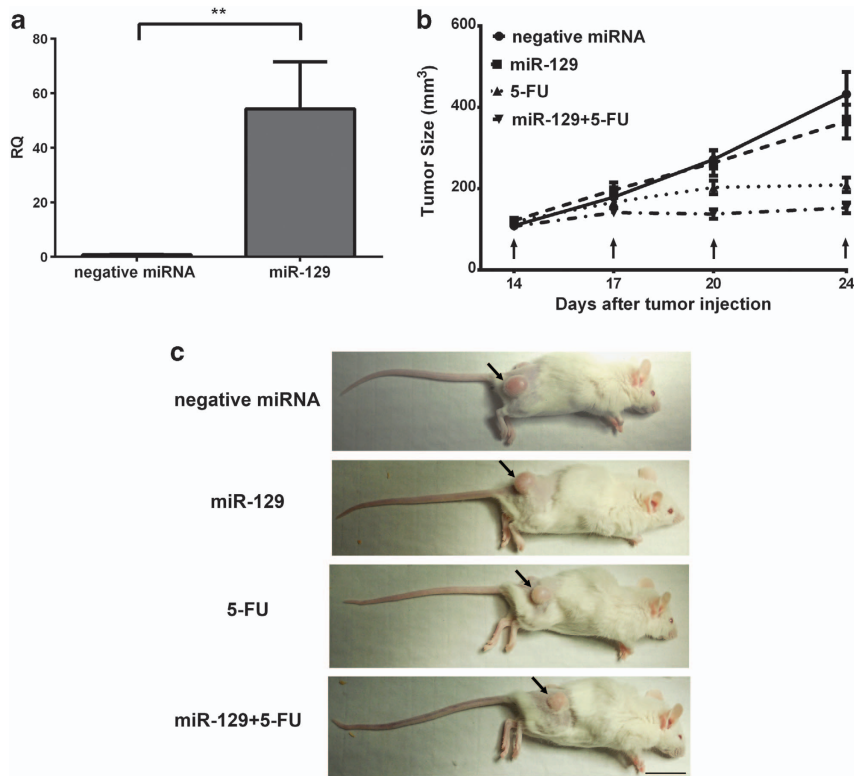 a
**
80
60
40
20
0
RQ
negative miRNA
miR-129
b
600
400
200
0
Tumor Size (mm3)
negative miRNA
miR-129
5-FU
miR-129+5-FU
14
17
20
24
Days after tumor injection
c
negative miRNA
miR-129
5-FU
miR-129+5-FU